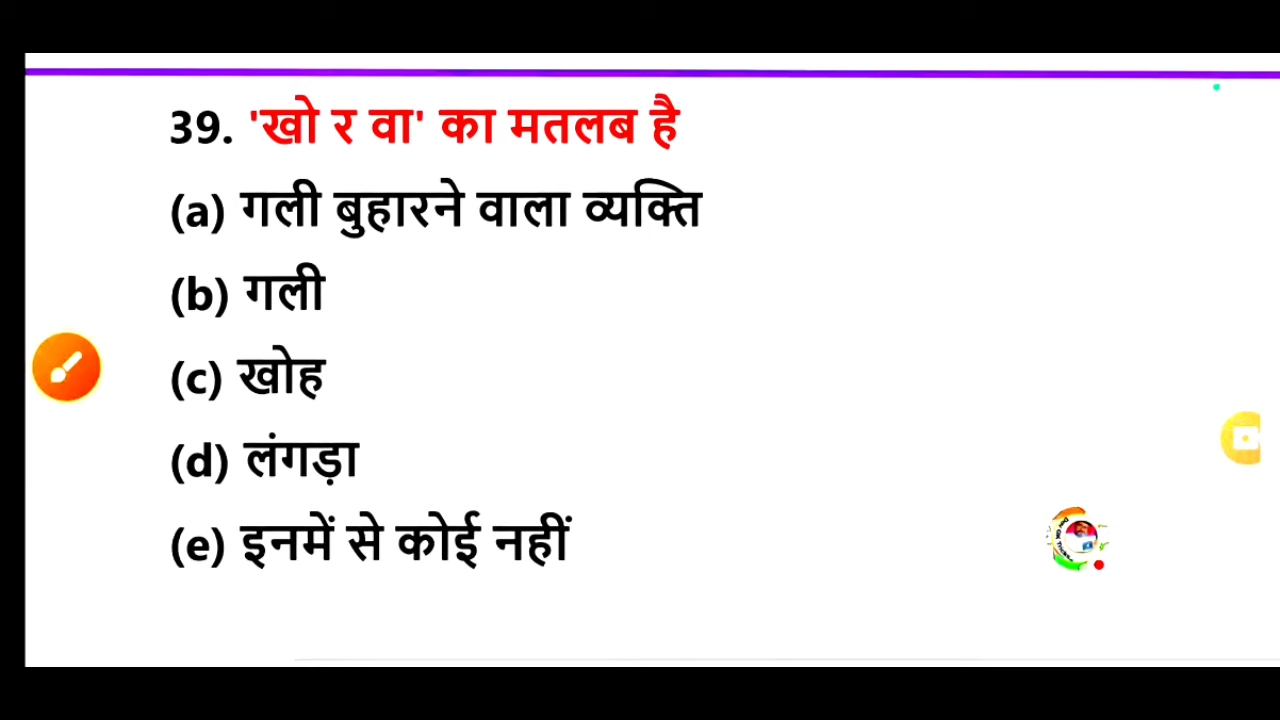 39. 'खो र वा' का मतलब है
(a) गली बुहारने वाला व्यक्ति
(b) गली
(c) खोह
(d) लंगड़ा
(e) इनमें से कोई नहीं